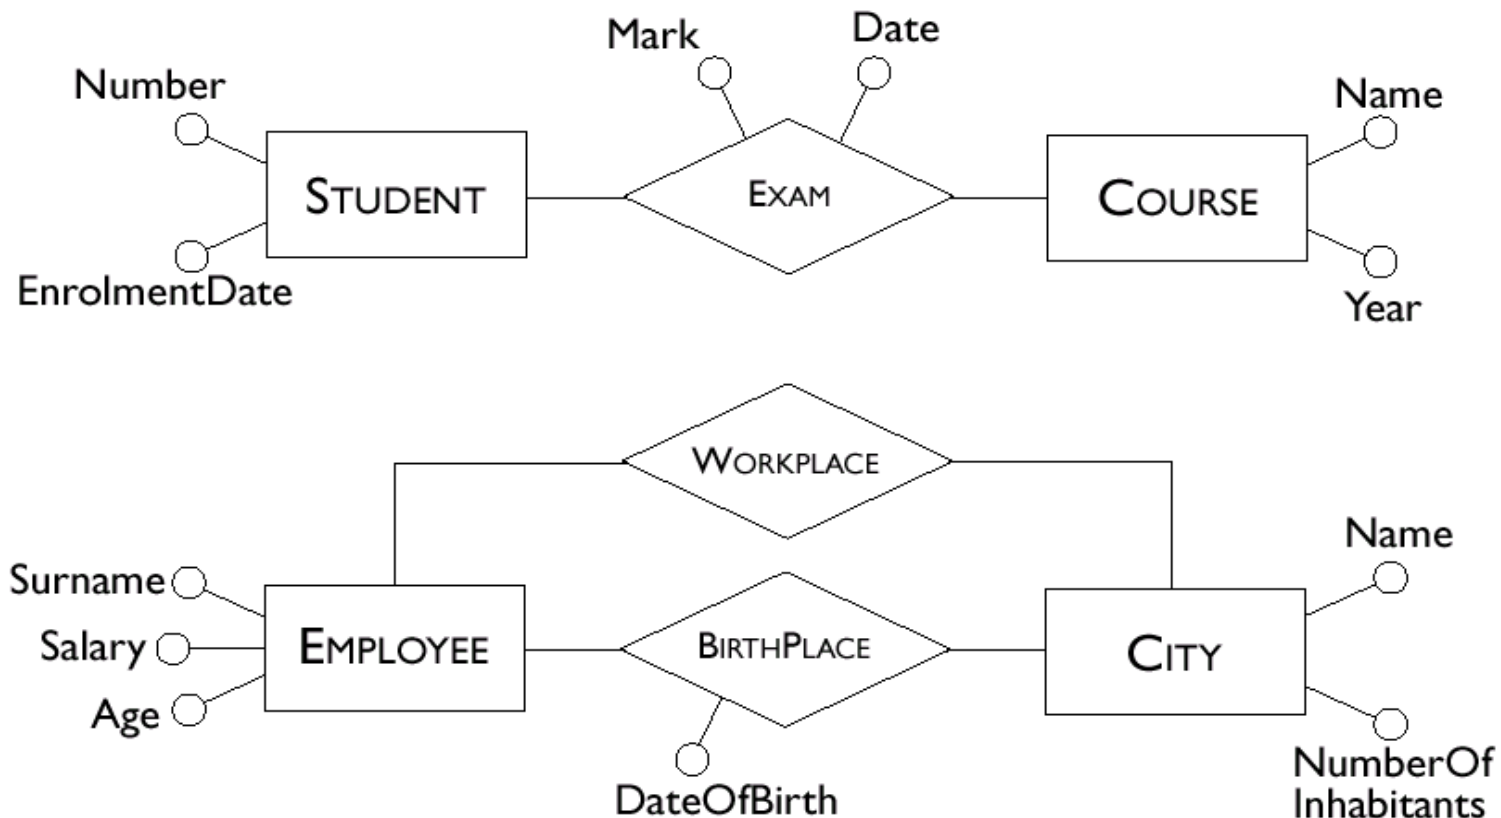 Mark
Date
Number
Name
STUDENT
EXAM
COURSE
EnrolmentDate
Year
WORKPLACE
Name
Surname
Salary
EMPLOYEE
BIRTHPLACE
CITY
Age
DateOfBirth
NumberOf
Inhabitants